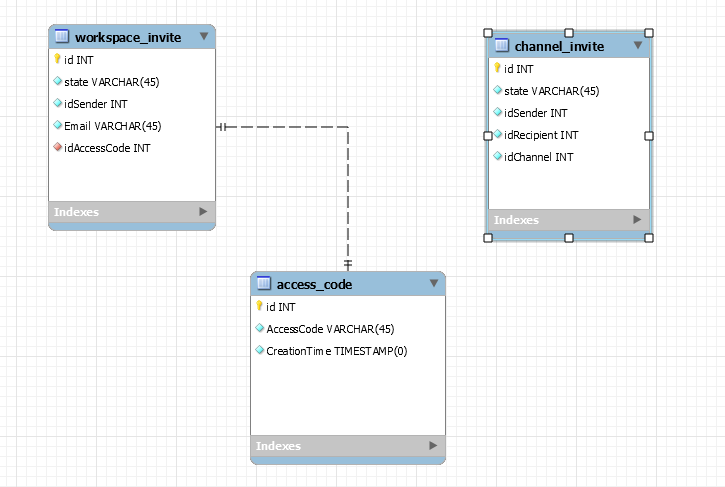 workspace_invite
id INT
state VARCHAR(45)
idSender INT
Email VARCHAR(45)
idAccessCode INT
Indexes
channel_invite
id INT
state VARCHAR(45)
idSender INT
idRecipient INT
idChannel INT
Indexes
access_code
id INT
AccessCode VARCHAR(45)
CreationTime TIMESTAMP(0)
Indexes